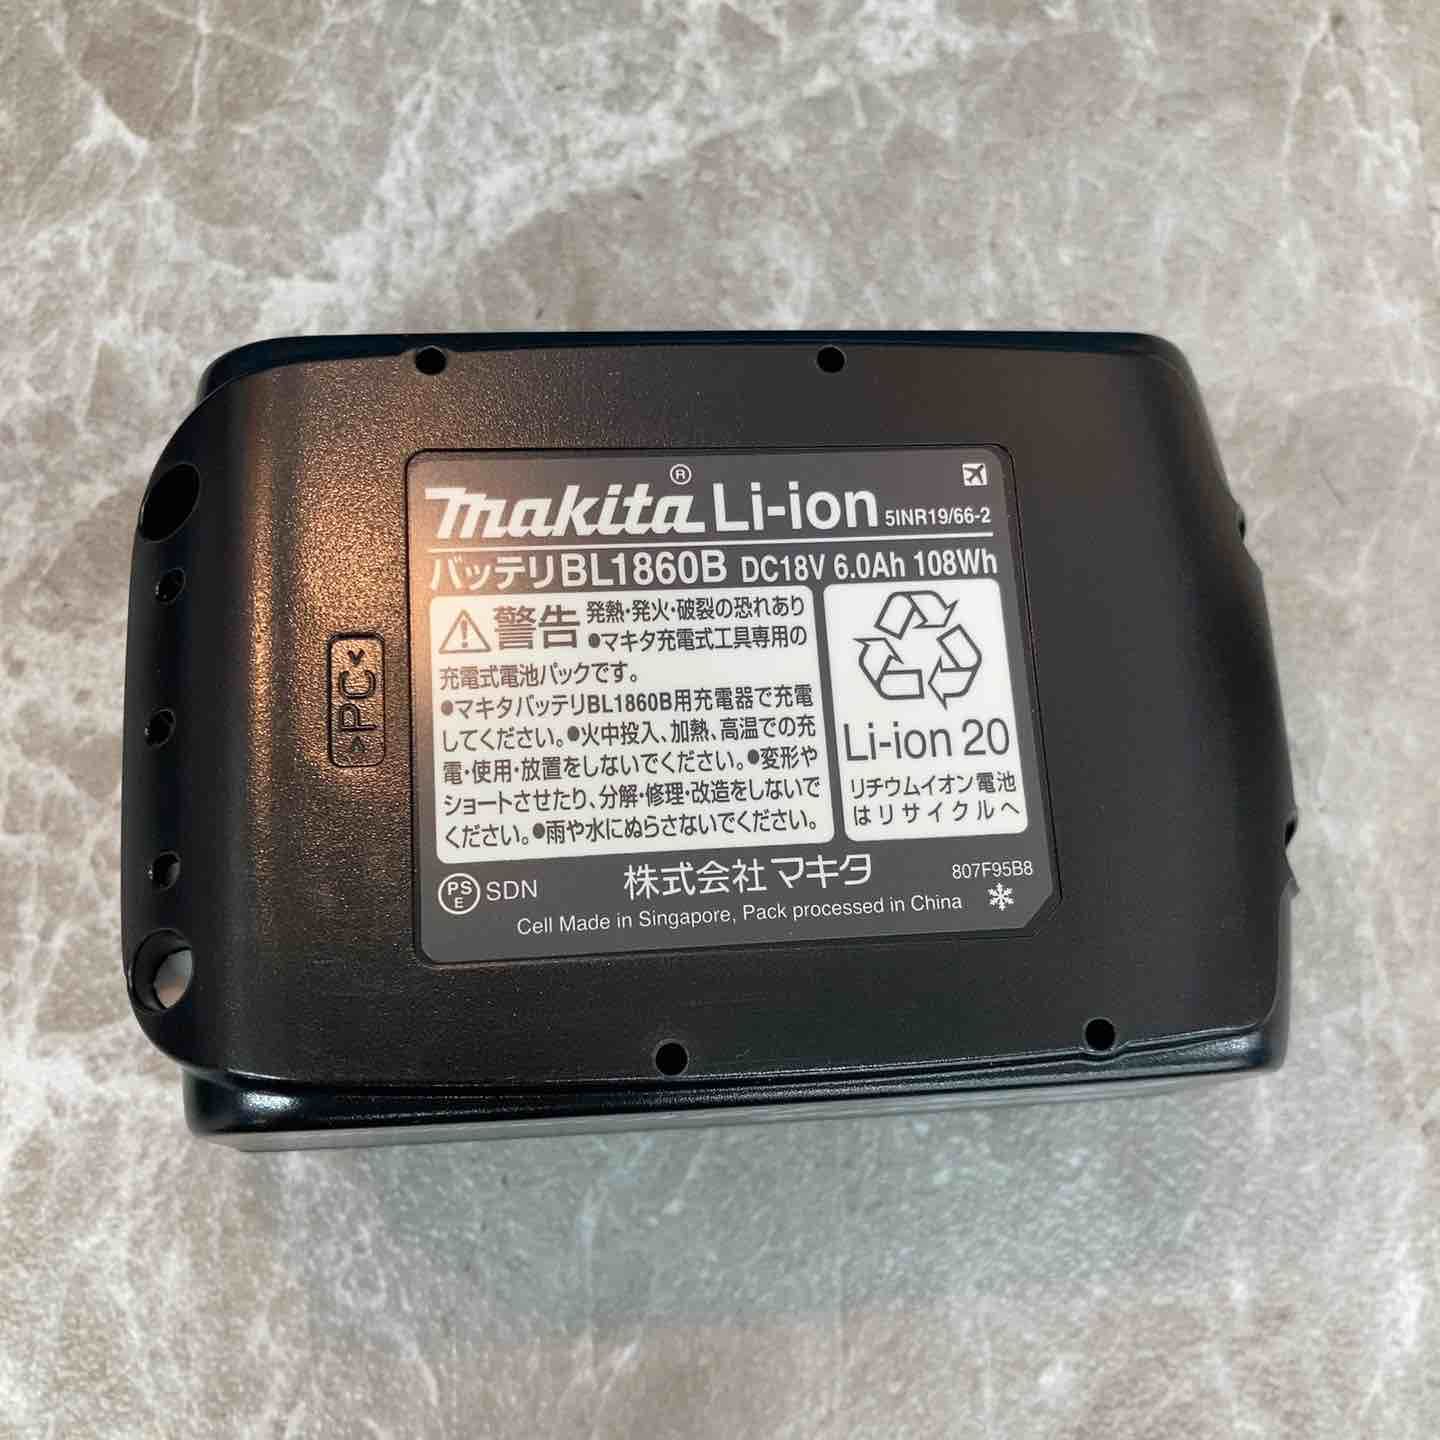 makita® Li-ion 5INR19/66-2
バッテリBL1860B DC18V 6.0Ah 108Wh
警告 発熱・発火・破裂の恐れあり
●マキタ充電式工具専用の
充電式電池パックです。
●マキタバッテリBL1860B用充電器で充電
してください。●火中投入、加熱、高温での充
電・使用・放置をしないでください。●変形や
ショートさせたり、分解・修理・改造をしないで
ください。●雨や水にぬらさないでください。
Li-ion 20
リチウムイオン電池
はリサイクルへ
PS
E
SDN
株式会社マキタ
807F95B8
Cell Made in Singapore, Pack processed in China
>PC<